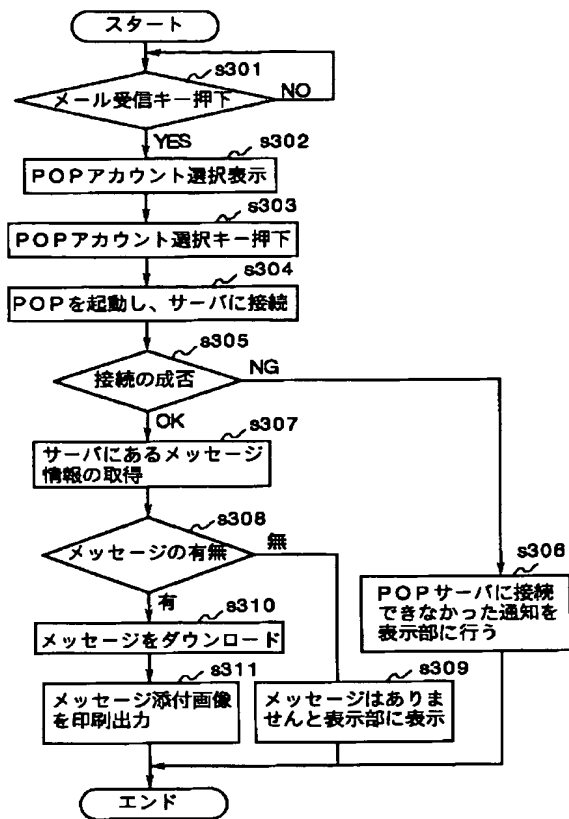 スタート
s301
メール受信キー押下
NO
YES
s302
POPアカウント選択表示
s303
POPアカウント選択キー押下
s304
POPを起動し、サーバに接続
s305
接続の成否
NG
OK
s307
サーバにあるメッセージ
情報の取得
s308
メッセージの有無
無
有
s306
POPサーバに接続
できなかった通知を
表示部に行う
s310
メッセージをダウンロード
s311
メッセージ添付画像
を印刷出力
s309
メッセージはありま
せんと表示部に表示
エンド